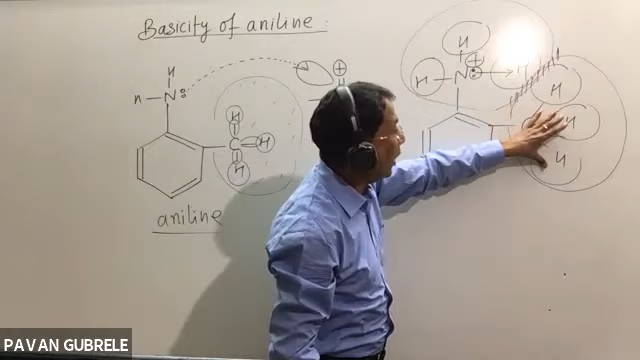 Basicity of aniline :
H
H
H — N
H
⊕
H
n — N
⊕
H
H
H
H
C
H
H
H
aniline
PAVAN GUBRELE